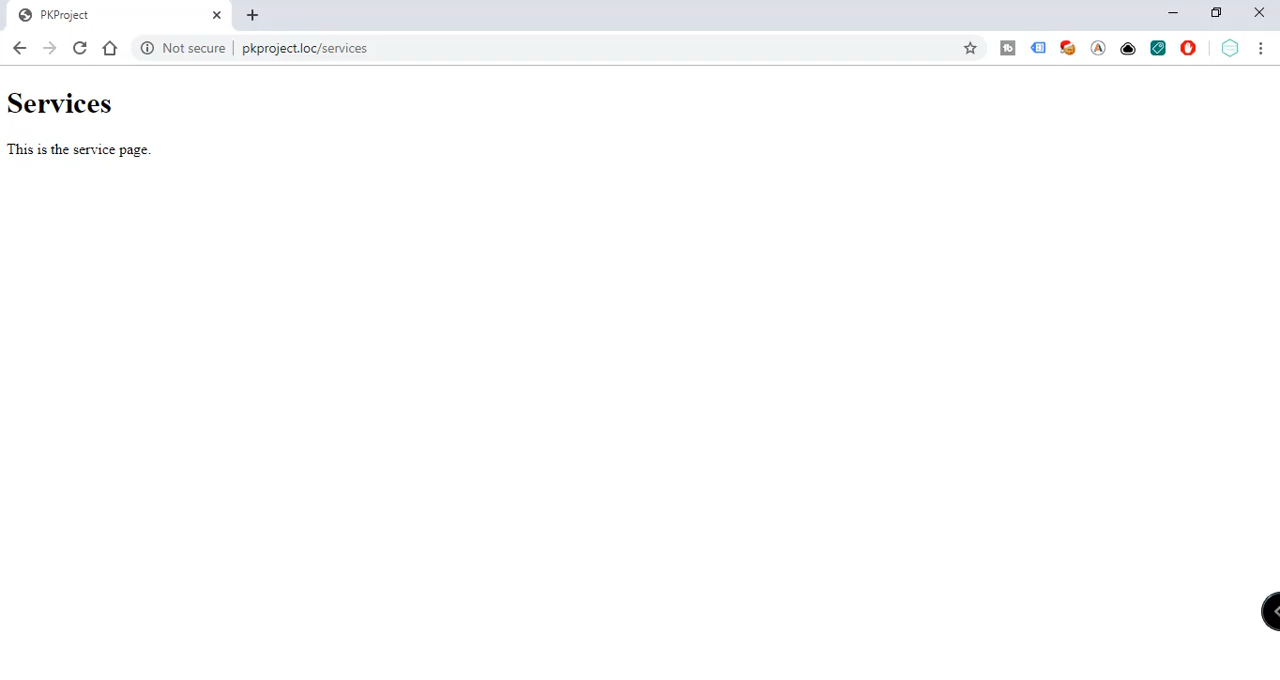 PKProject
Not secure pkproject.loc/services
Services
This is the service page.